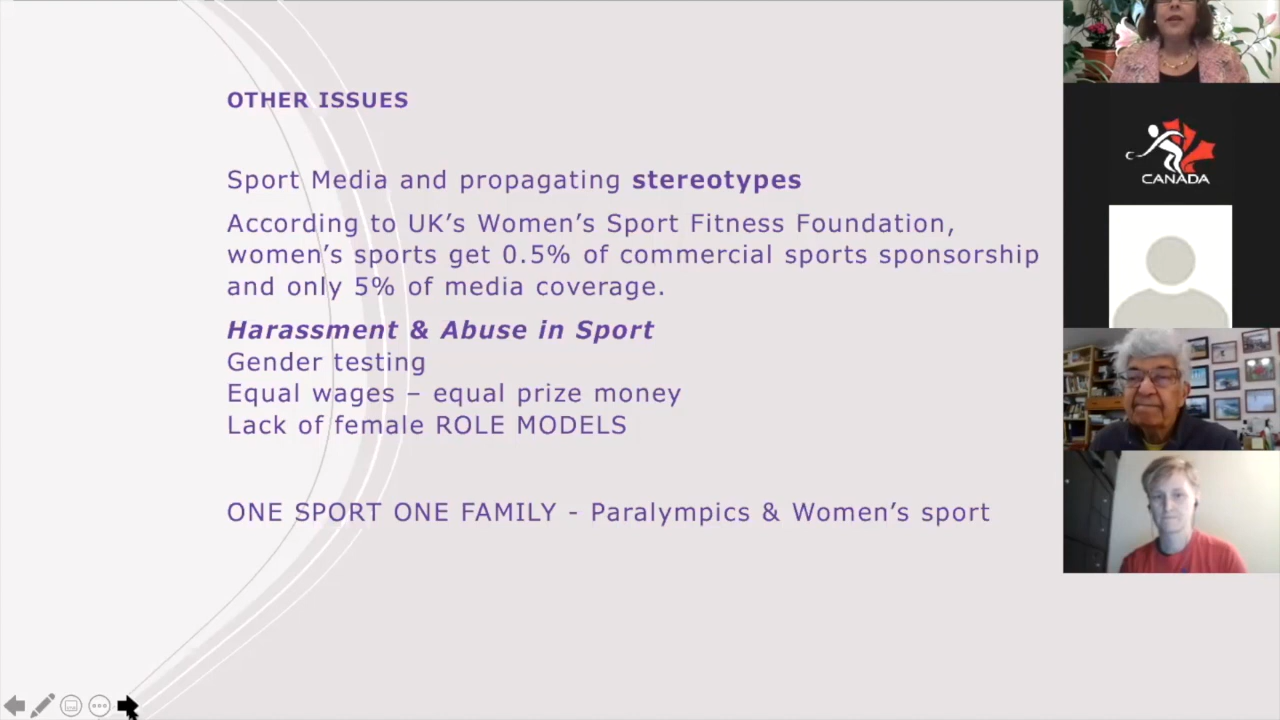 OTHER ISSUES
Sport Media and propagating stereotypes
According to UK’s Women’s Sport Fitness Foundation,
women’s sports get 0.5% of commercial sports sponsorship
and only 5% of media coverage.
Harassment & Abuse in Sport
Gender testing
Equal wages – equal prize money
Lack of female ROLE MODELS
ONE SPORT ONE FAMILY - Paralympics & Women’s sport
CANADA